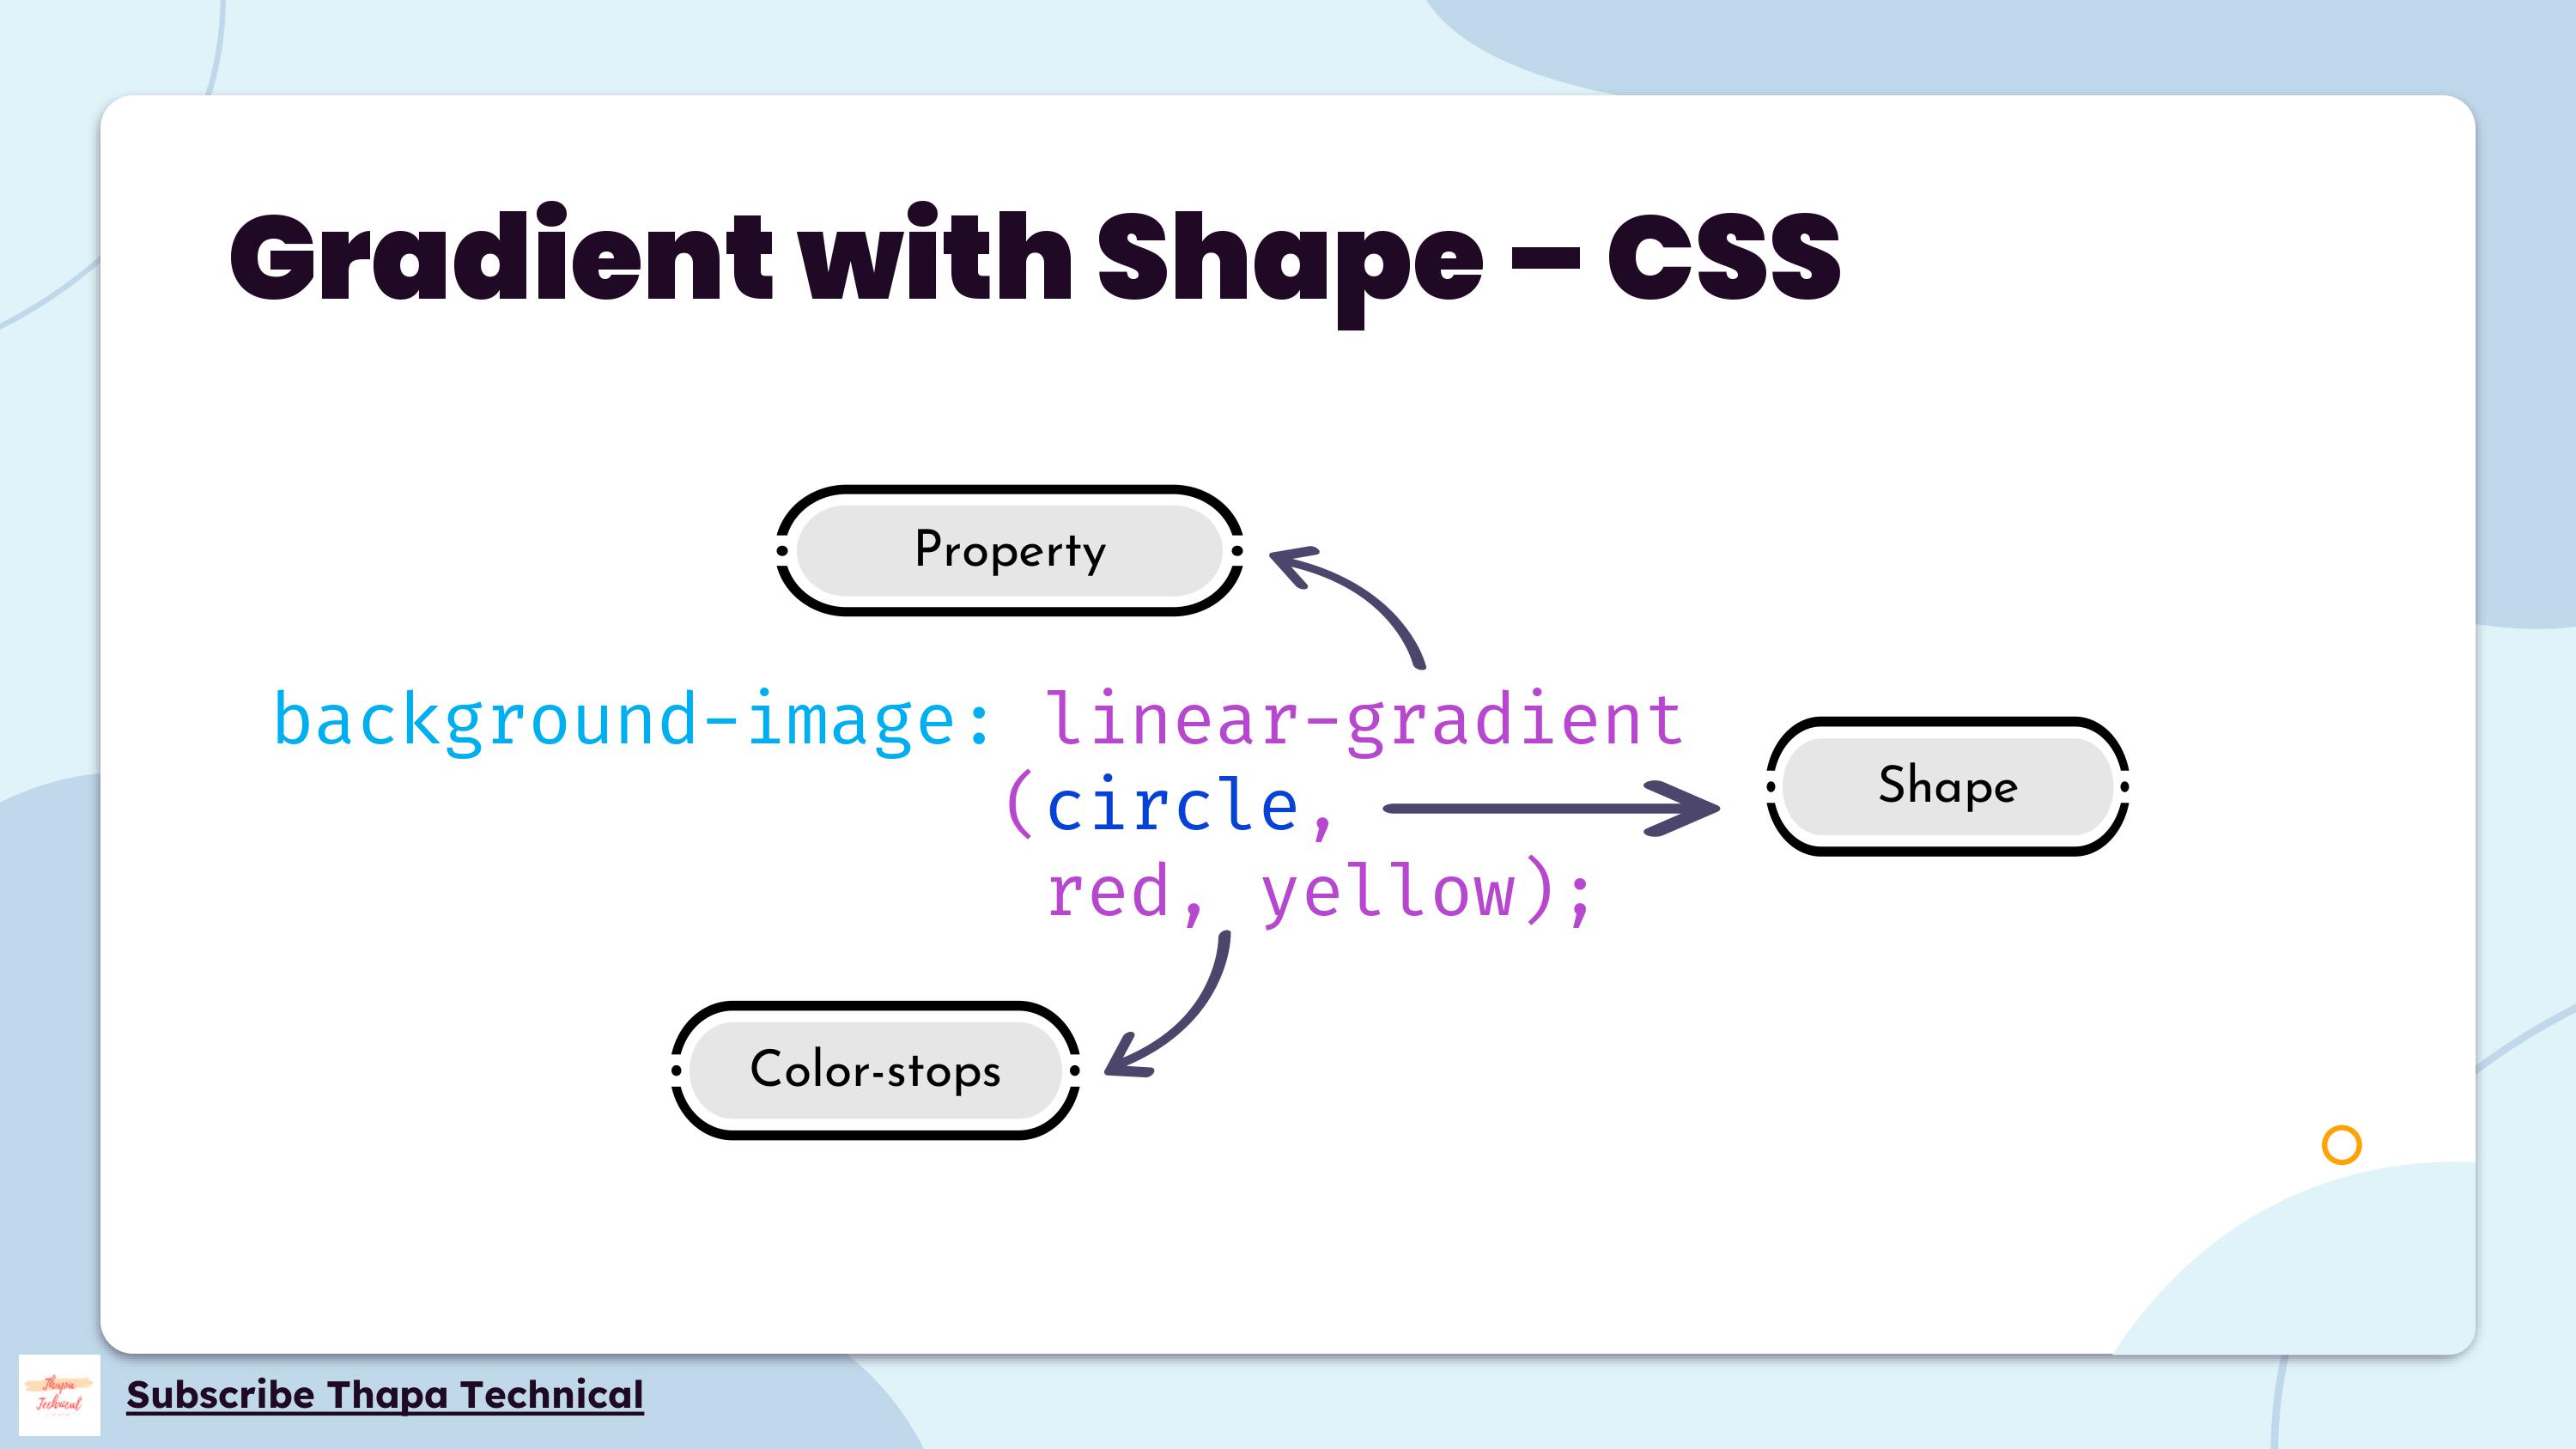 Gradient with Shape – CSS
Property
background-image: linear-gradient
(circle,
Shape
red, yellow);
Color-stops
Thapa
Technical
Subscribe Thapa Technical